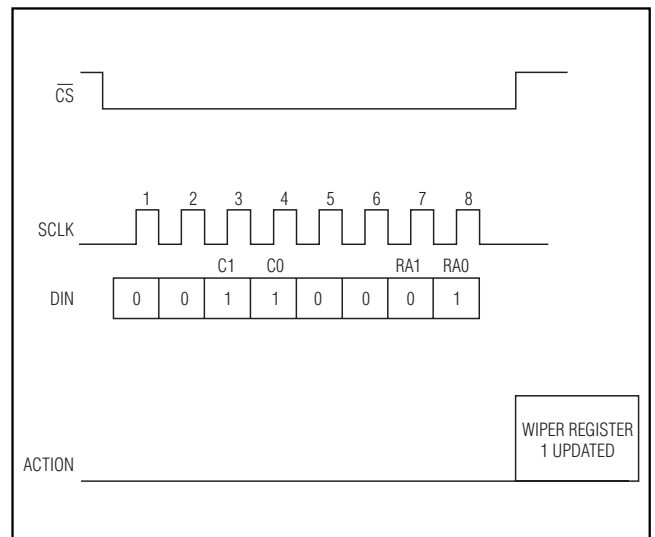 CS
1 2 3 4 5 6 7 8
SCLK
C1 C0 RA1 RA0
DIN 0 0 1 1 0 0 0 1
WIPER REGISTER
1 UPDATED
ACTION